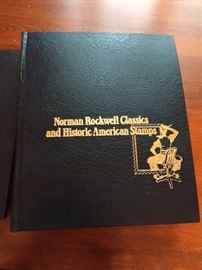 Norman Rockwell Classics
and Historic American Stamps